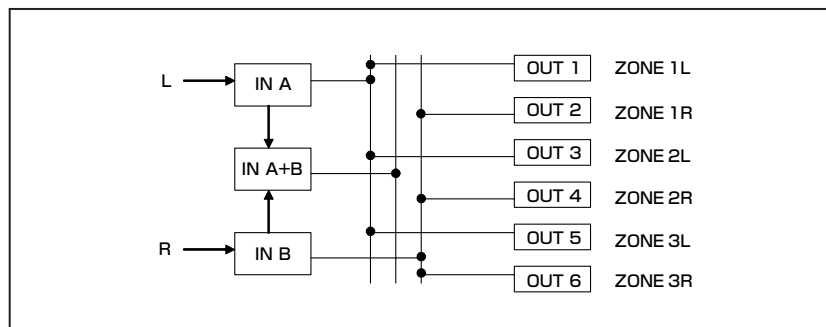 L
IN A
IN A+B
R
IN B
OUT 1 ZONE 1L
OUT 2 ZONE 1R
OUT 3 ZONE 2L
OUT 4 ZONE 2R
OUT 5 ZONE 3L
OUT 6 ZONE 3R